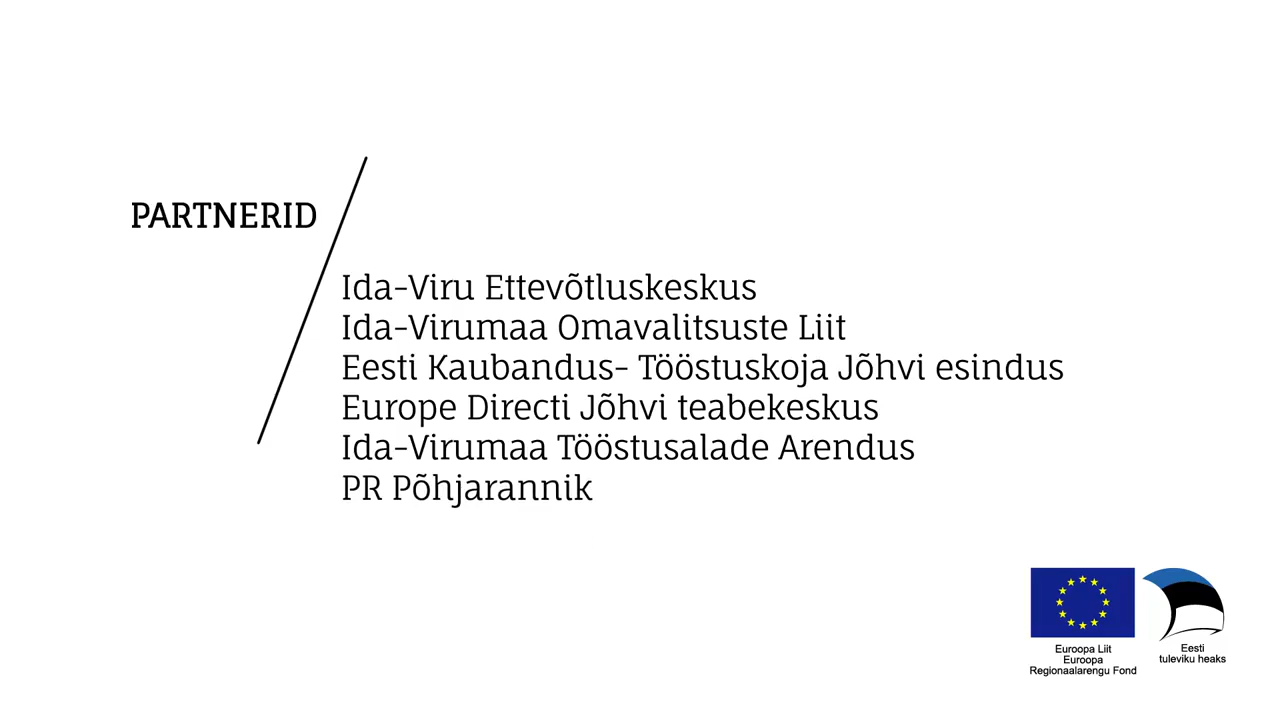 PARTNERID
Ida-Viru Ettevõtluskeskus
Ida-Virumaa Omavalitsuste Liit
Eesti Kaubandus- Tööstuskoja Jõhvi esindus
Europe Directi Jõhvi teabekeskus
Ida-Virumaa Tööstusalade Arendus
PR Põhjarannik
Euroopa Liit
Euroopa
Regionaalarengu Fond
Eesti
tuleviku heaks